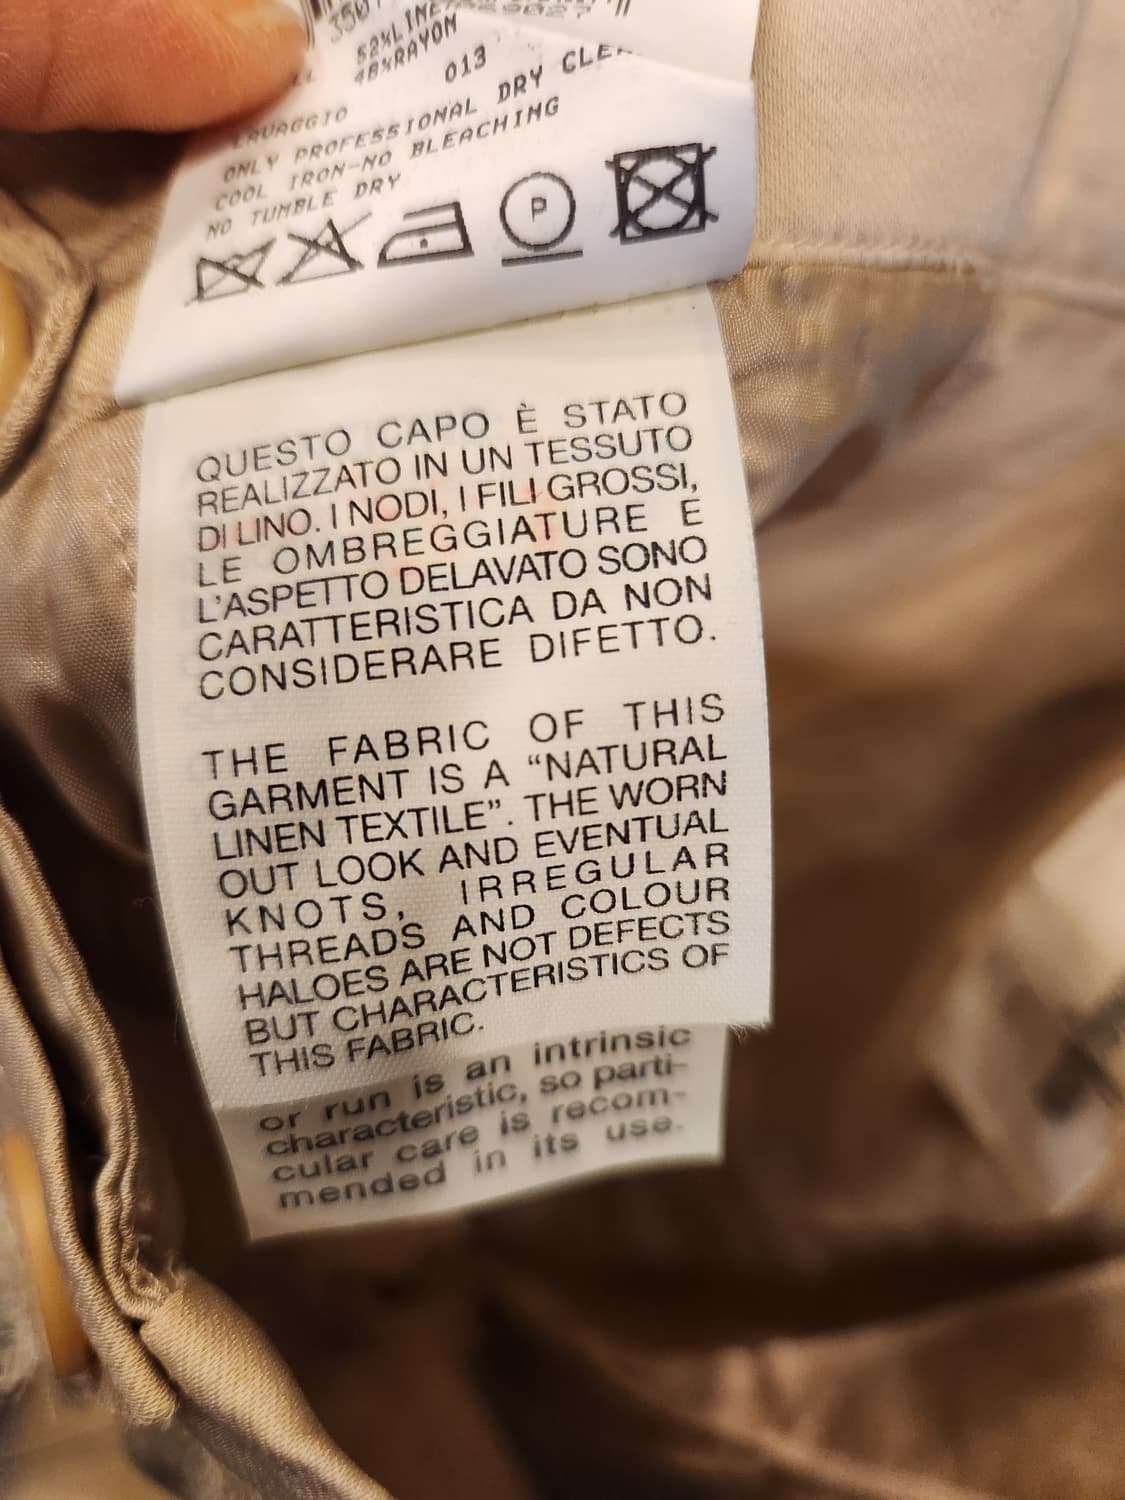 52%LINE
48%RAYON
013
ONLY PROFESSIONAL DRY
COOL IRON-NO BLEACHING
NO TUMBLE DRY
P
QUESTO CAPO È STATO
REALIZZATO IN UN TESSUTO
DI LINO. I NODI, I FILI GROSSI,
LE OMBREGGIATURE E
L'ASPETTO DELAVATO SONO
CARATTERISTICA DA NON
CONSIDERARE DIFETTO.
THE FABRIC OF THIS
GARMENT IS A “NATURAL
LINEN TEXTILE”. THE WORN
OUT LOOK AND EVENTUAL
KNOTS, IRREGULAR
THREADS AND COLOUR
HALOES ARE NOT DEFECTS
BUT CHARACTERISTICS OF
THIS FABRIC.
or run is an intrinsic
characteristic, so parti-
cular care is recom-
mended in its use.